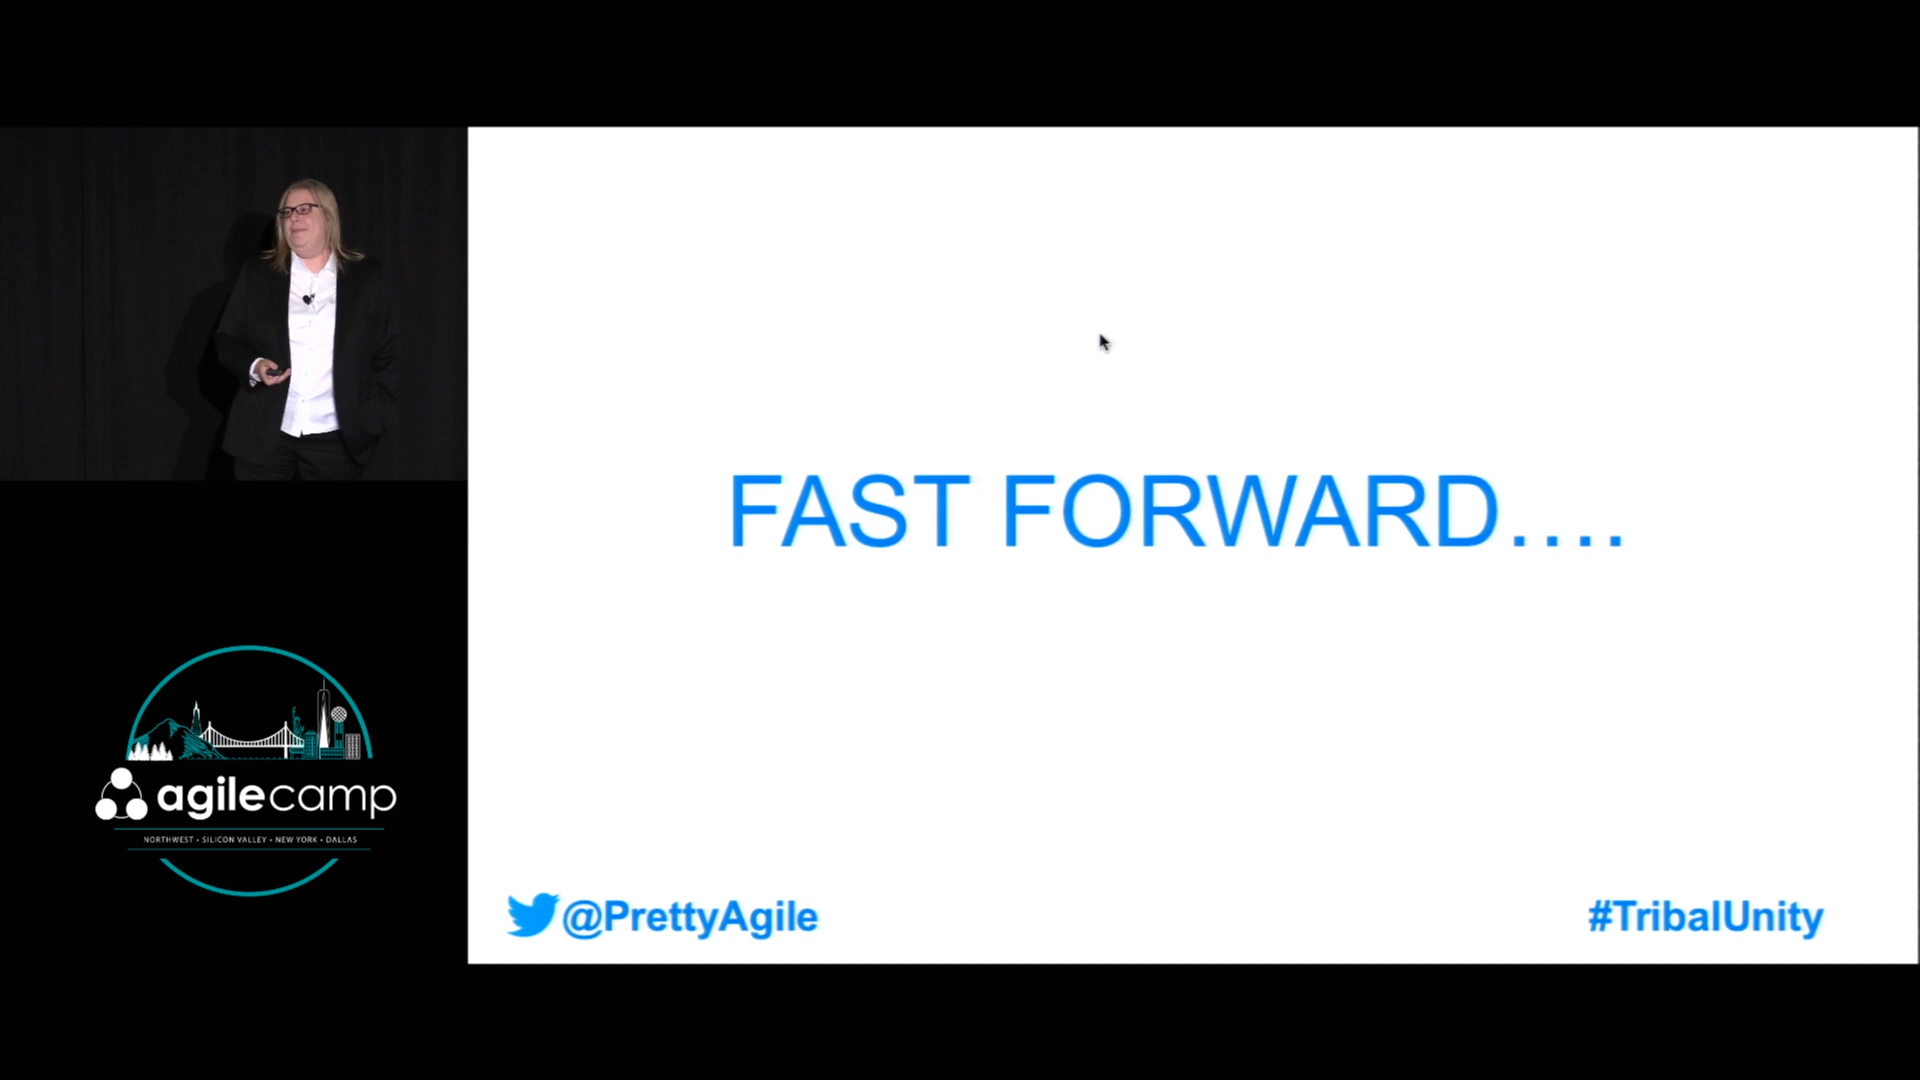 FAST FORWARD....
agilecamp
NORTHWEST • SILICON VALLEY • NEW YORK • DALLAS
@PrettyAgile
#TribalUnity